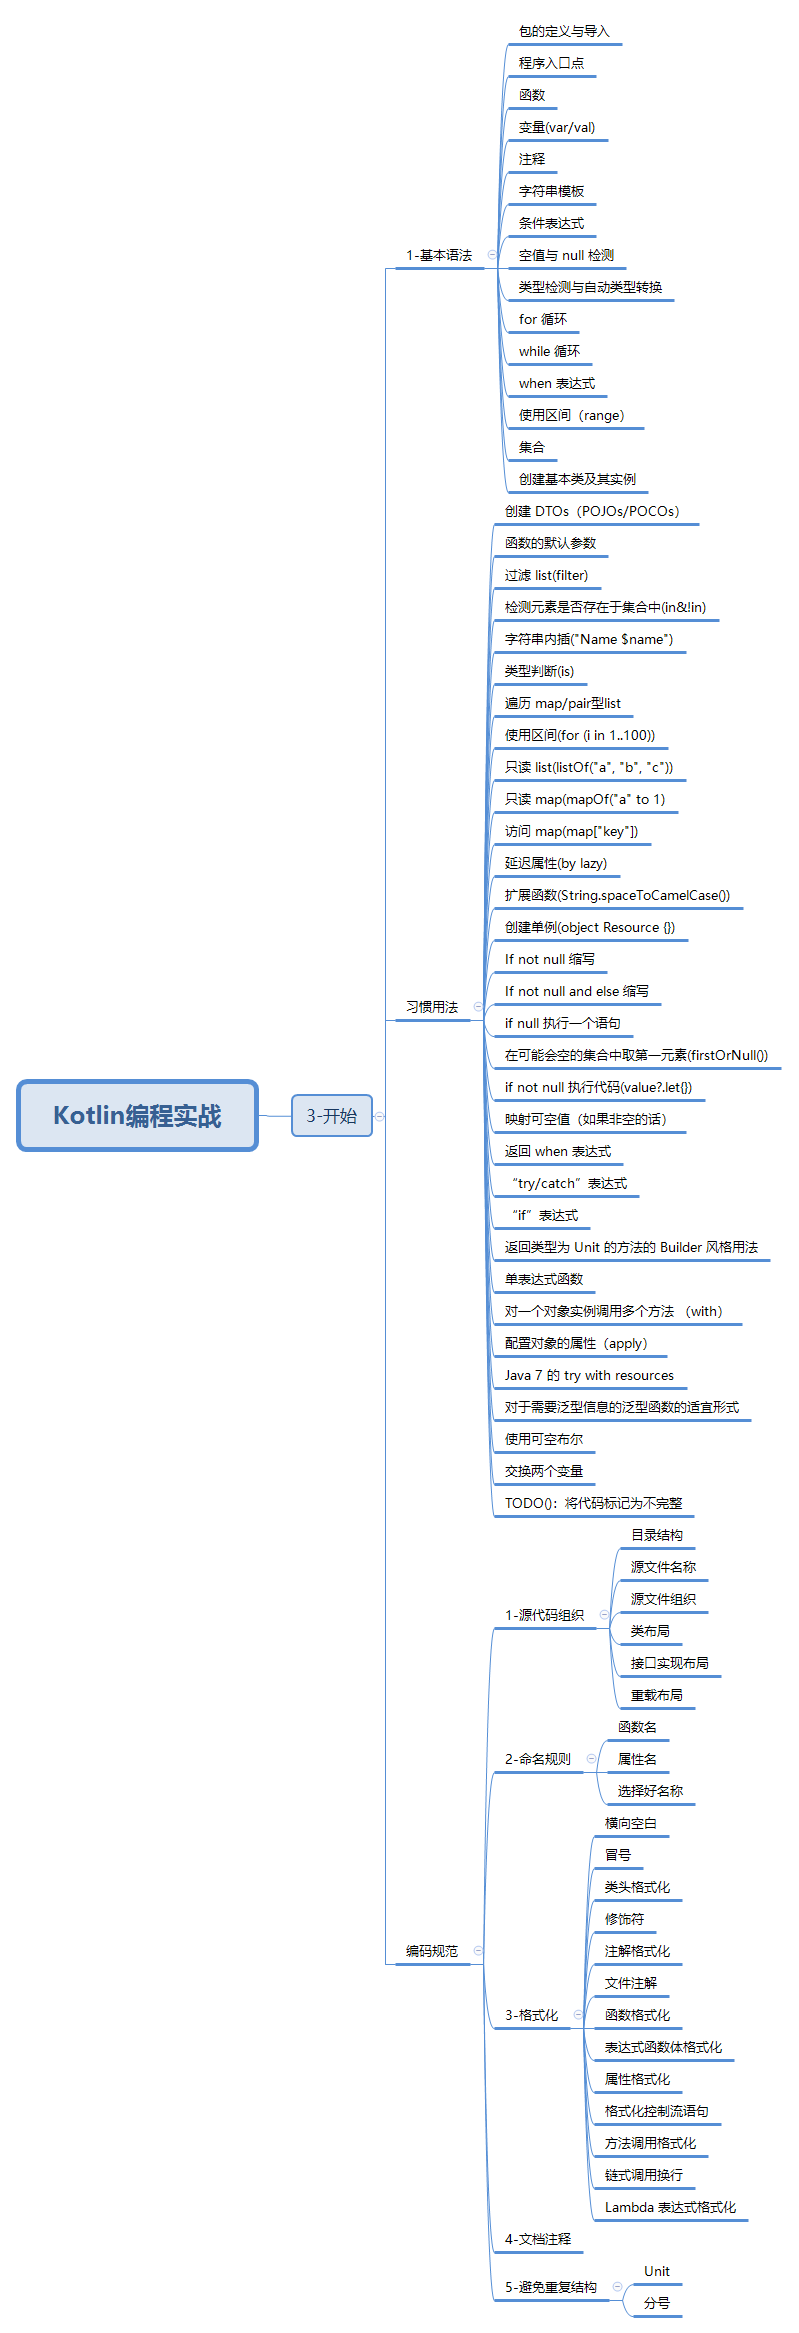 Kotlin编程实战
3-开始
1-基本语法
包的定义与导入
程序入口点
函数
变量(var/val)
注释
字符串模板
条件表达式
空值与 null 检测
类型检测与自动类型转换
for 循环
while 循环
when 表达式
使用区间（range）
集合
创建基本类及其实例
习惯用法
创建 DTOs（POJOs/POCOs）
函数的默认参数
过滤 list(filter)
检测元素是否存在于集合中(in&!in)
字符串内插("Name $name")
类型判断(is)
遍历 map/pair型list
使用区间(for (i in 1..100))
只读 list(listOf("a", "b", "c"))
只读 map(mapOf("a" to 1)
访问 map(map["key"])
延迟属性(by lazy)
扩展函数(String.spaceToCamelCase())
创建单例(object Resource {})
If not null 缩写
If not null and else 缩写
if null 执行一个语句
在可能会空的集合中取第一元素(firstOrNull())
if not null 执行代码(value?.let{})
映射可空值（如果非空的话）
返回 when 表达式
“try/catch”表达式
“if”表达式
返回类型为 Unit 的方法的 Builder 风格用法
单表达式函数
对一个对象实例调用多个方法 （with）
配置对象的属性（apply）
Java 7 的 try with resources
对于需要泛型信息的泛型函数的适宜形式
使用可空布尔
交换两个变量
TODO()：将代码标记为不完整
编码规范
1-源代码组织
目录结构
源文件名称
源文件组织
类布局
接口实现布局
重载布局
2-命名规则
函数名
属性名
选择好名称
3-格式化
横向空白
冒号
类头格式化
修饰符
注解格式化
文件注解
函数格式化
表达式函数体格式化
属性格式化
格式化控制流语句
方法调用格式化
链式调用换行
Lambda 表达式格式化
4-文档注释
5-避免重复结构
Unit
分号